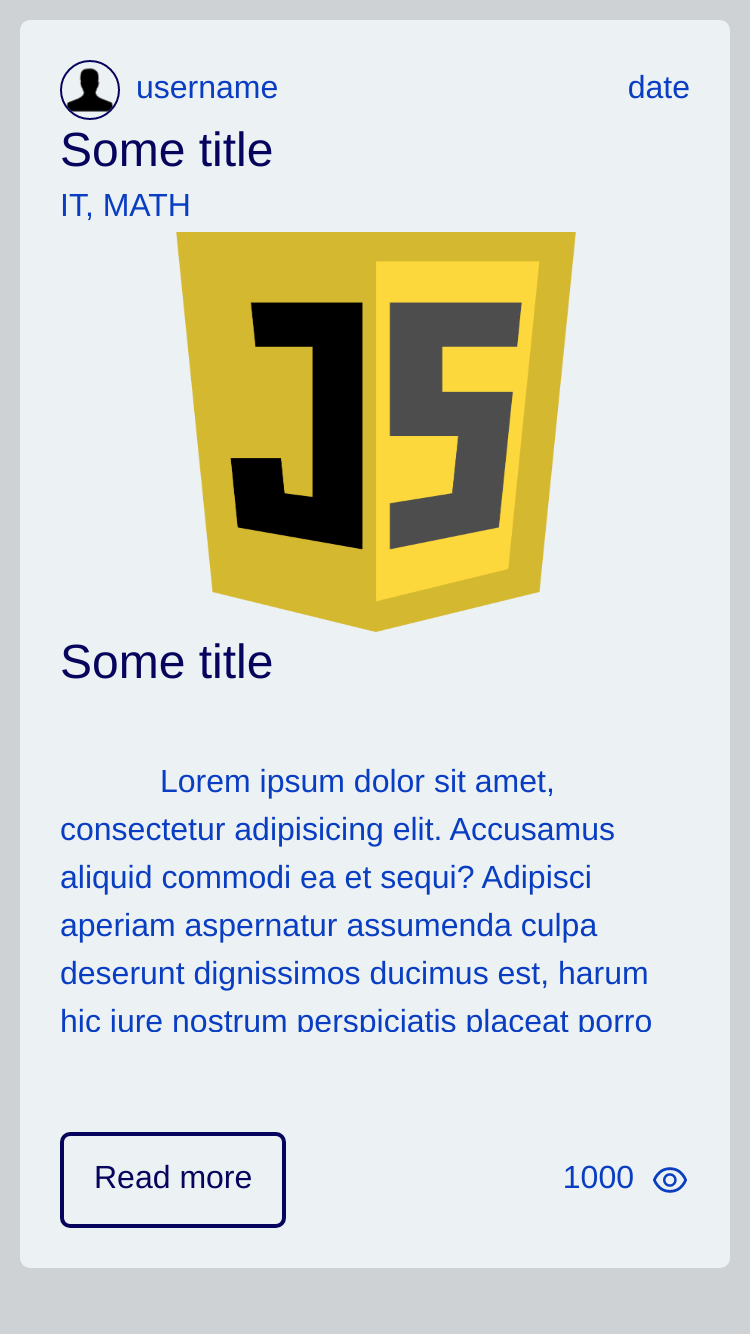 username date
Some title
IT, MATH
JS
Some title
Lorem ipsum dolor sit amet,
consectetur adipisicing elit. Accusamus
aliquid commodi ea et sequi? Adipisci
aperiam aspernatur assumenda culpa
deserunt dignissimos ducimus est, harum
hic iure nostrum perspiciatis placeat porro
Read more 1000